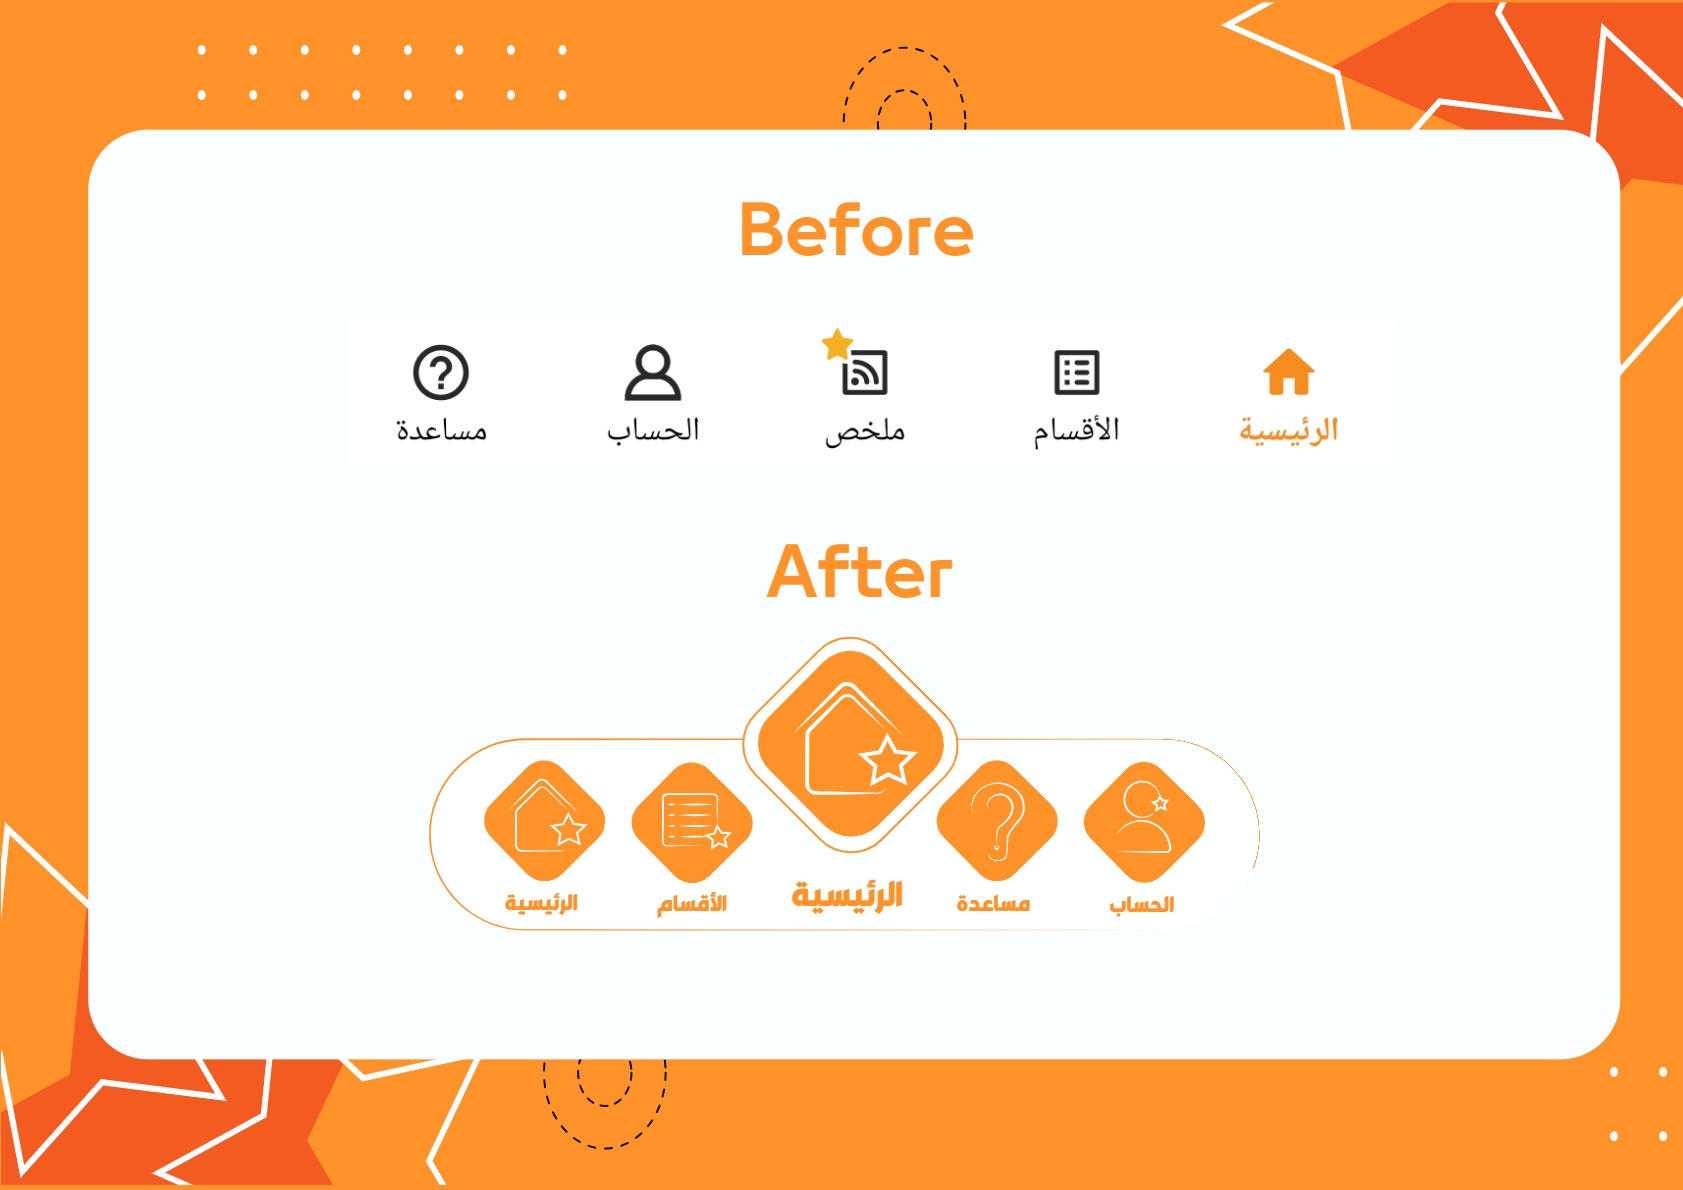 Before
الرئيسية
الأقسام
ملخص
الحساب
مساعدة
After
الحساب
مساعدة
الرئيسية
الأقسام
الرئيسية